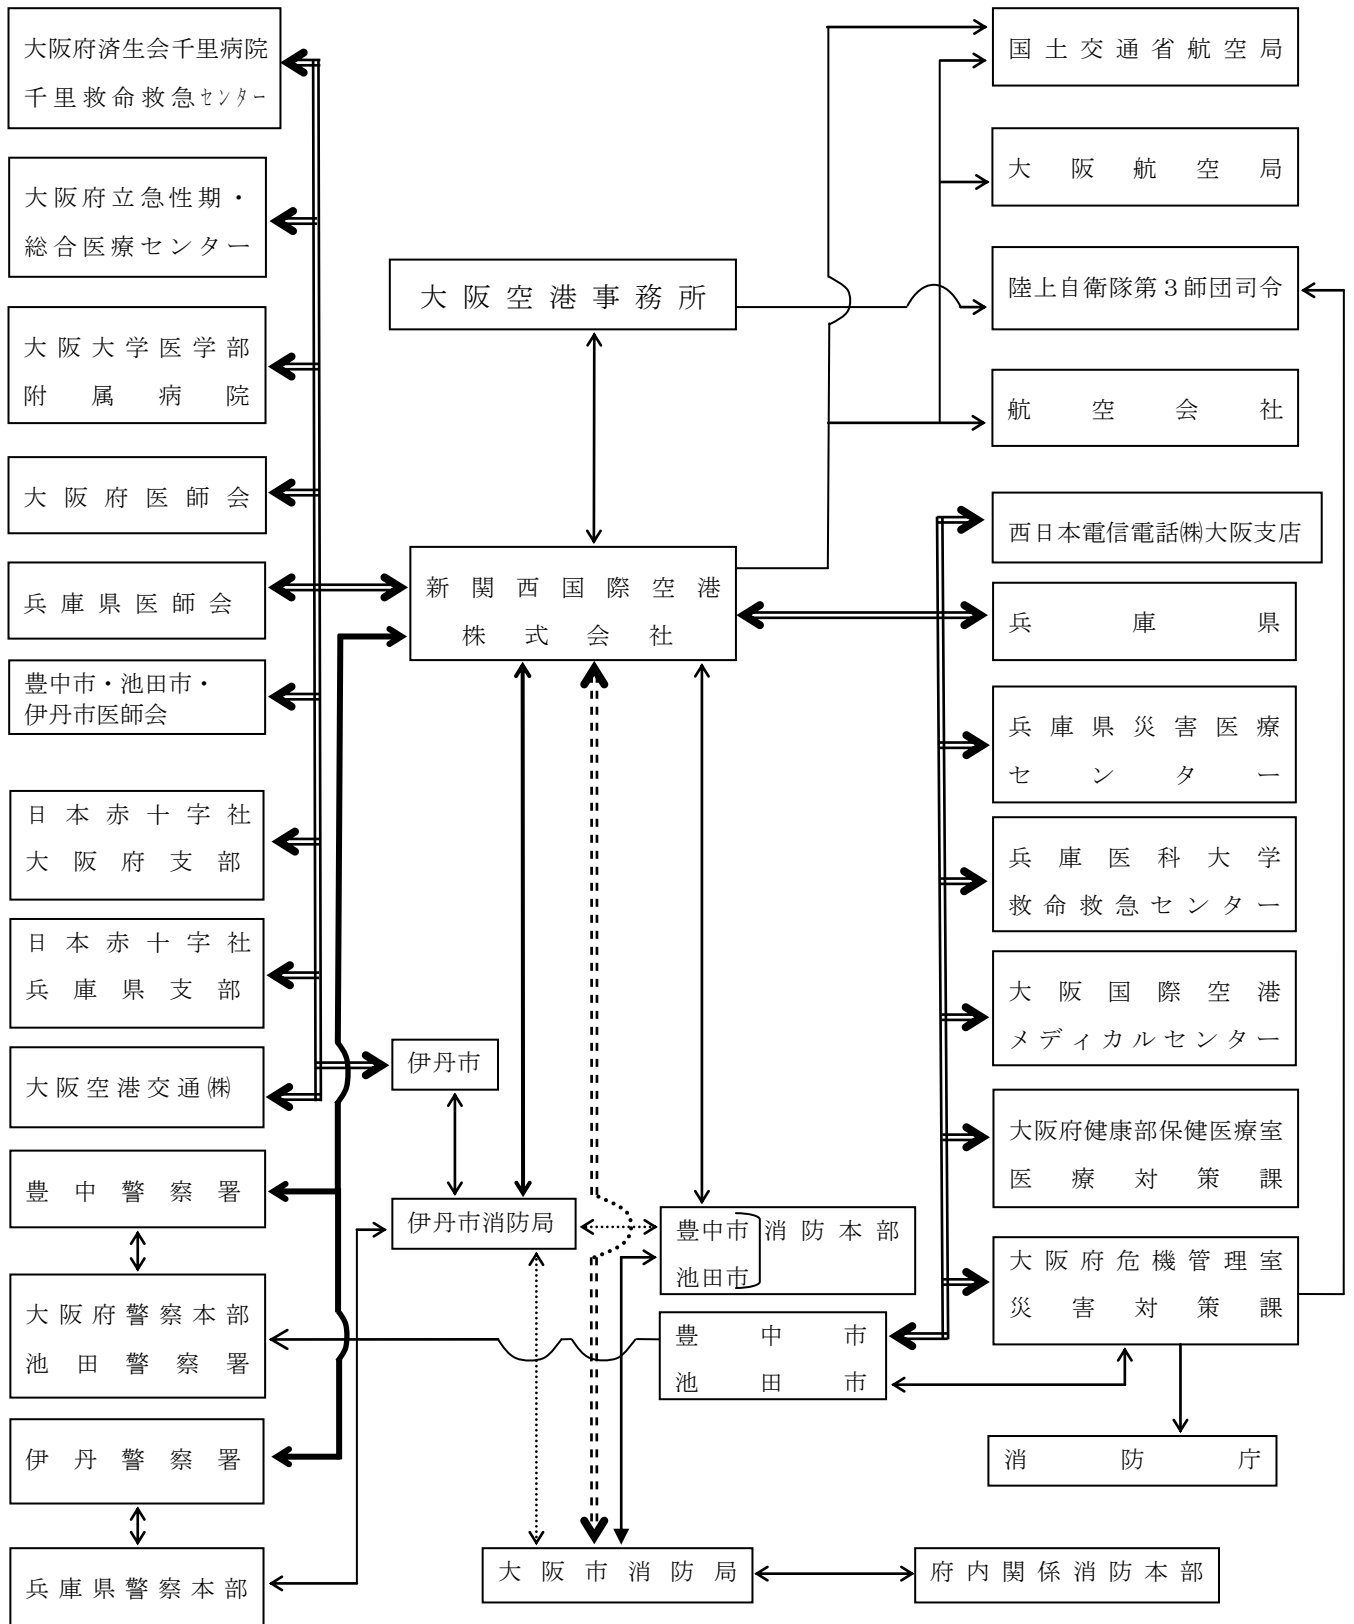 大阪府済生会千里病院
千里救命救急センター
大阪府立急性期・
総合医療センター
大阪大学医学部
附属病院
大阪府医師会
兵庫県医師会
豊中市・池田市・
伊丹市医師会
日本赤十字社
大阪府支部
日本赤十字社
兵庫県支部
大阪空港交通㈱
豊中警察署
大阪府警察本部
池田警察署
伊丹警察署
兵庫県警察本部
大阪空港事務所
新関西国際空港
株式会社
伊丹市
伊丹市消防局
豊中市 消防本部
池田市
豊中市
池田市
大阪市消防局
国土交通省航空局
大阪航空局
陸上自衛隊第3師団司令
航空会社
西日本電信電話㈱大阪支店
兵庫県
兵庫県災害医療
センター
兵庫医科大学
救命救急センター
大阪国際空港
メディカルセンター
大阪府健康部保健医療室
医療対策課
大阪府危機管理室
災害対策課
消防庁
府内関係消防本部